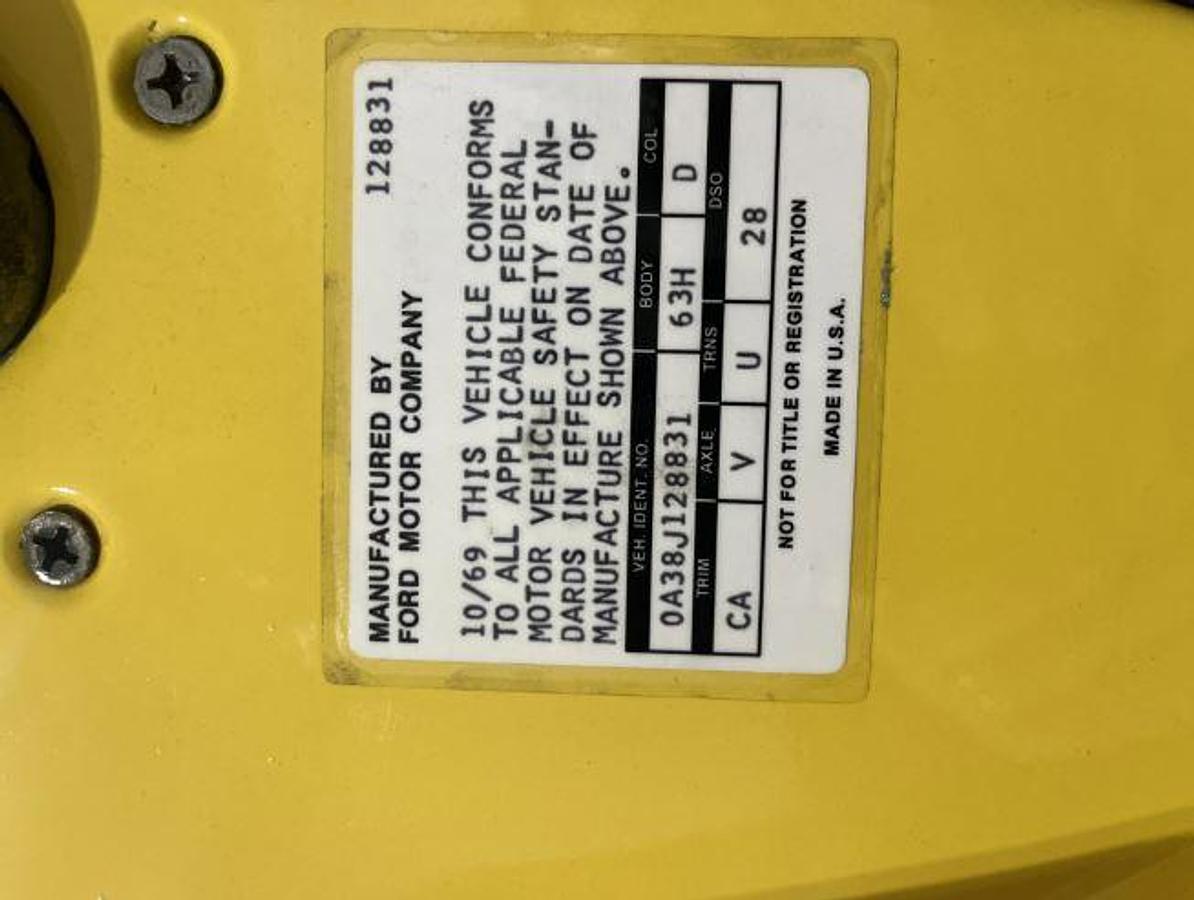 MANUFACTURED BY
FORD MOTOR COMPANY 128831
10/69 THIS VEHICLE CONFORMS
TO ALL APPLICABLE FEDERAL
MOTOR VEHICLE SAFETY STAN-
DARDS IN EFFECT ON DATE OF
MANUFACTURE SHOWN ABOVE.
VEH. IDENT. NO. BODY COL
0A38J128831 63H D
TRIM AXLE TRNS DSO
CA V U 28
NOT FOR TITLE OR REGISTRATION
MADE IN U.S.A.